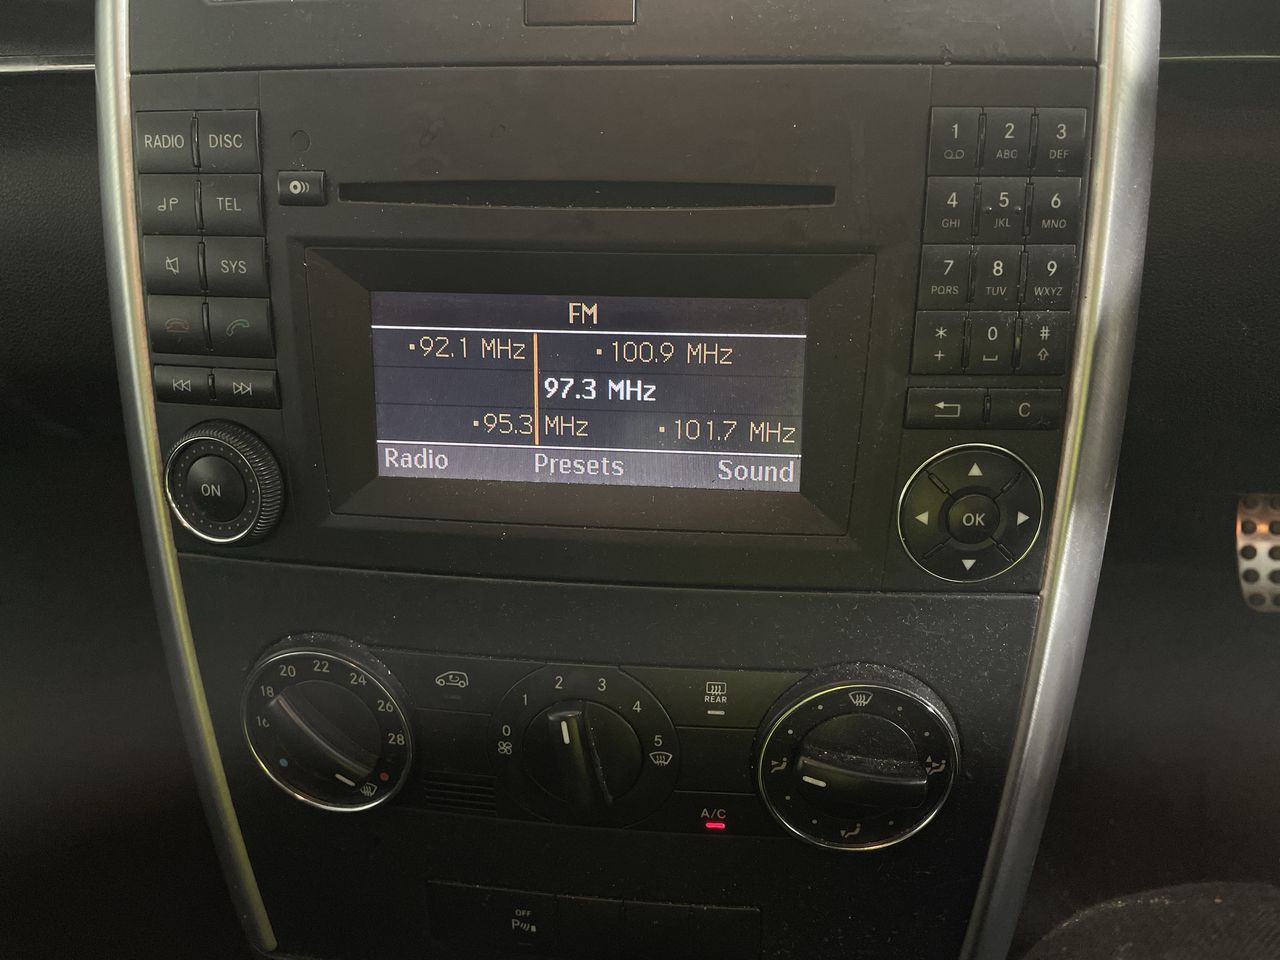 RADIO DISC
TEL
SYS
ON
1 2 ABC 3 DEF
4 GHI 5 JKL 6 MNO
7 PQRS 8 TUV 9 WXYZ
* + 0 #
C
OK
FM
92.1 MHz 100.9 MHz
97.3 MHz
95.3 MHz 101.7 MHz
Radio Presets Sound
16 18 20 22 24 26 28
0 1 2 3 4 5
REAR
A/C
OFF
P